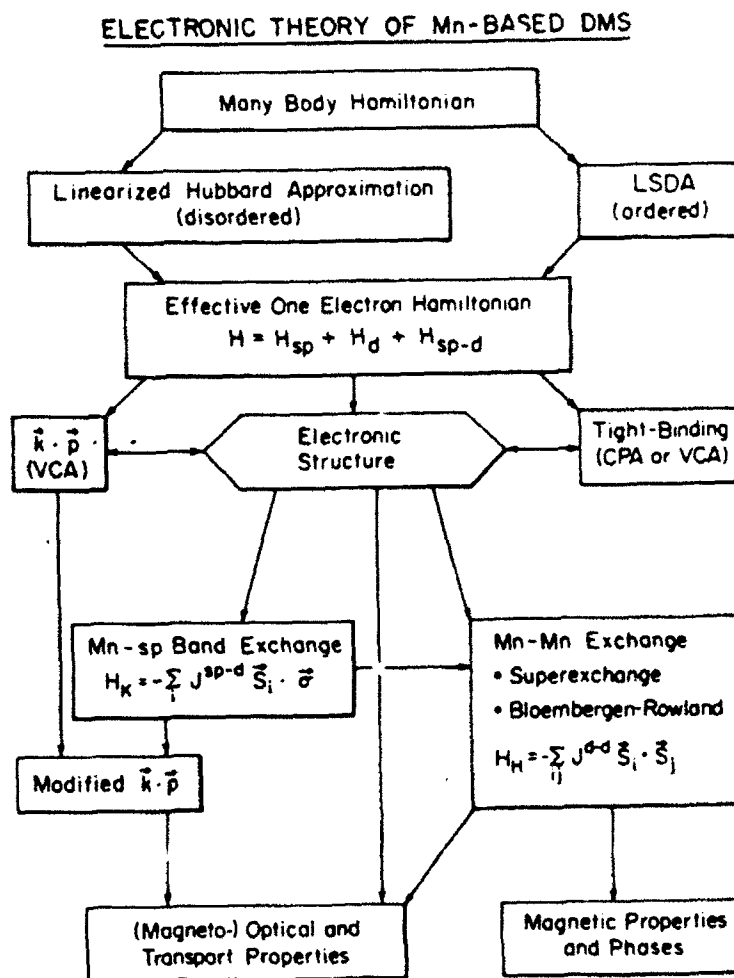 ELECTRONIC THEORY OF Mn-BASED DMS
Many Body Hamiltonian
Linearized Hubbard Approximation
(disordered)
LSDA
(ordered)
Effective One Electron Hamiltonian
H = H_sp + H_d + H_sp-d
k⃗ · p⃗
(VCA)
Electronic
Structure
Tight-Binding
(CPA or VCA)
Mn-sp Band Exchange
H_K = -∑_i J^sp-d S⃗_i · σ⃗
Mn-Mn Exchange
• Superexchange
• Bloembergen-Rowland
H_H = -∑_ij J^d-d S⃗_i · S⃗_j
Modified k⃗ · p⃗
(Magneto-) Optical and
Transport Properties
Magnetic Properties
and Phases